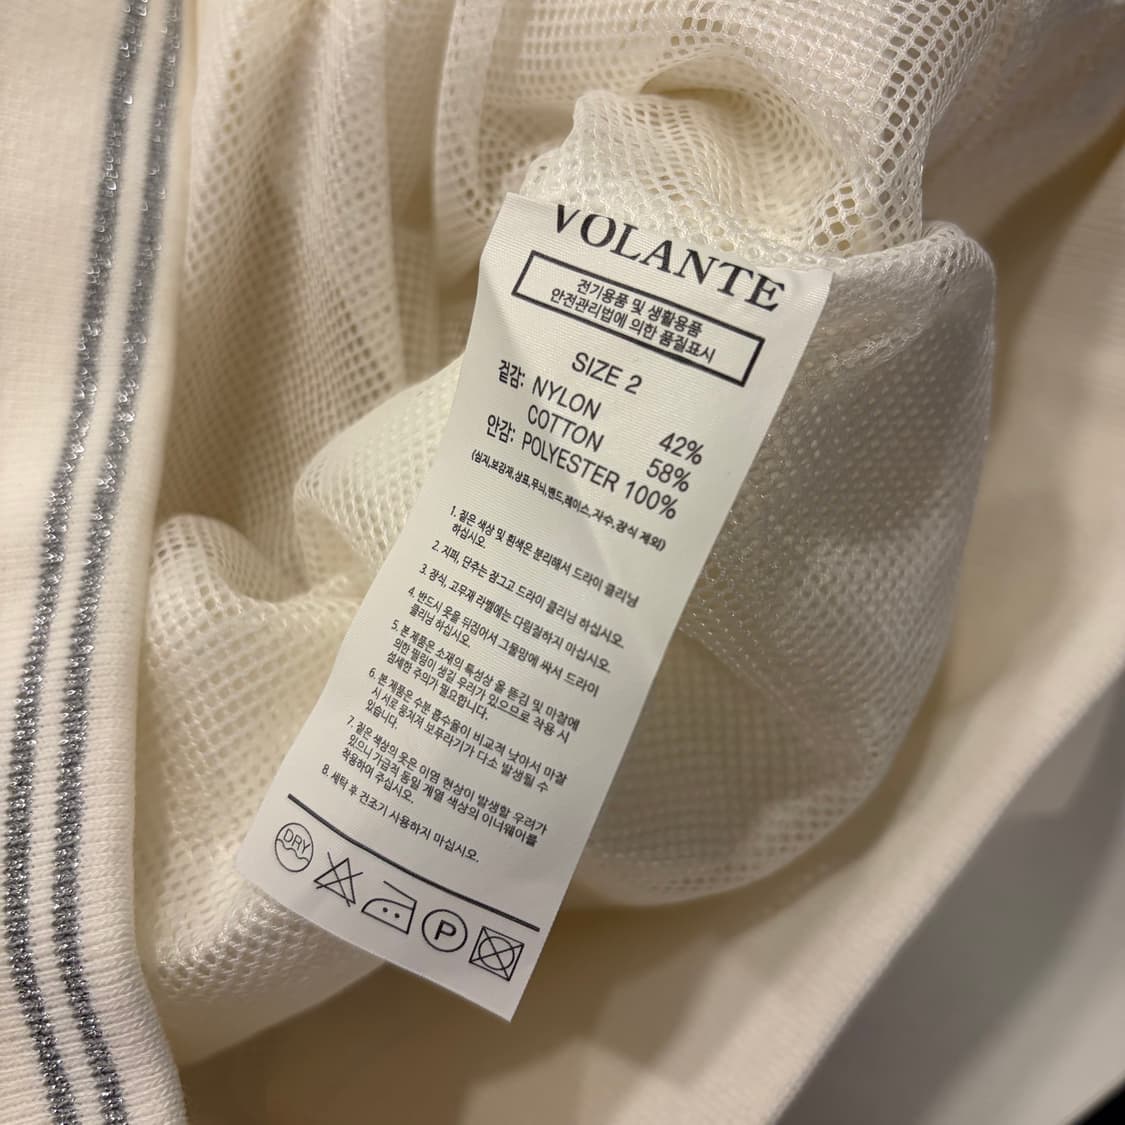 VOLANTE
전기용품 및 생활용품
안전관리법에 의한 품질표시
SIZE 2
겉감: NYLON 42%
COTTON 58%
안감: POLYESTER 100%
(심지,보강재,상표,무늬,밴드,레이스,자수,장식 제외)
1. 짙은 색상 및 흰색은 분리해서 드라이 클리닝
하십시오.
2. 지퍼, 단추는 잠그고 드라이 클리닝 하십시오.
3. 장식, 고무재 라벨에는 다림질하지 마십시오.
4. 반드시 옷을 뒤집어서 그물망에 싸서 드라이
클리닝 하십시오.
5. 본 제품은 소재의 특성상 올 뜯김 및 마찰에
의한 필링이 생길 우려가 있으므로 착용 시
섬세한 주의가 필요합니다.
6. 본 제품은 수분 흡수율이 비교적 낮아서 마찰
시 서로 뭉쳐져 보푸라기가 다소 발생될 수
있습니다.
7. 짙은 색상의 옷은 이염 현상이 발생할 우려가
있으니 가급적 동일 계열 색상의 이너웨어를
착용하여 주십시오.
8. 세탁 후 건조기 사용하지 마십시오.
DRY
P